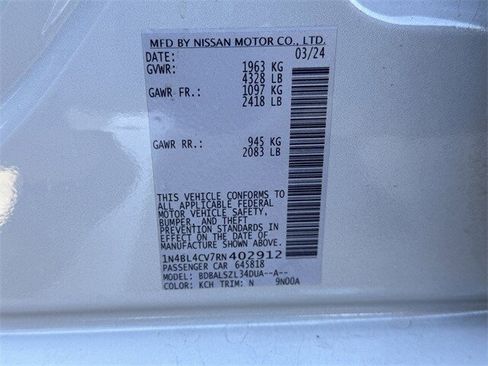 MFD BY NISSAN MOTOR CO., LTD.
DATE: 03/24
GVWR: 1963 KG
4328 LB
GAWR FR.: 1097 KG
2418 LB
GAWR RR.: 945 KG
2083 LB
THIS VEHICLE CONFORMS TO
ALL APPLICABLE FEDERAL
MOTOR VEHICLE SAFETY,
BUMPER, AND THEFT
PREVENTION STANDARDS
IN EFFECT ON THE DATE OF
MANUFACTURE SHOWN ABOVE.
1N4BL4CV7RN402912
PASSENGER CAR 645818
MODEL: BDBALSZL34DUA--A--
COLOR: KCH TRIM: N 9N00A